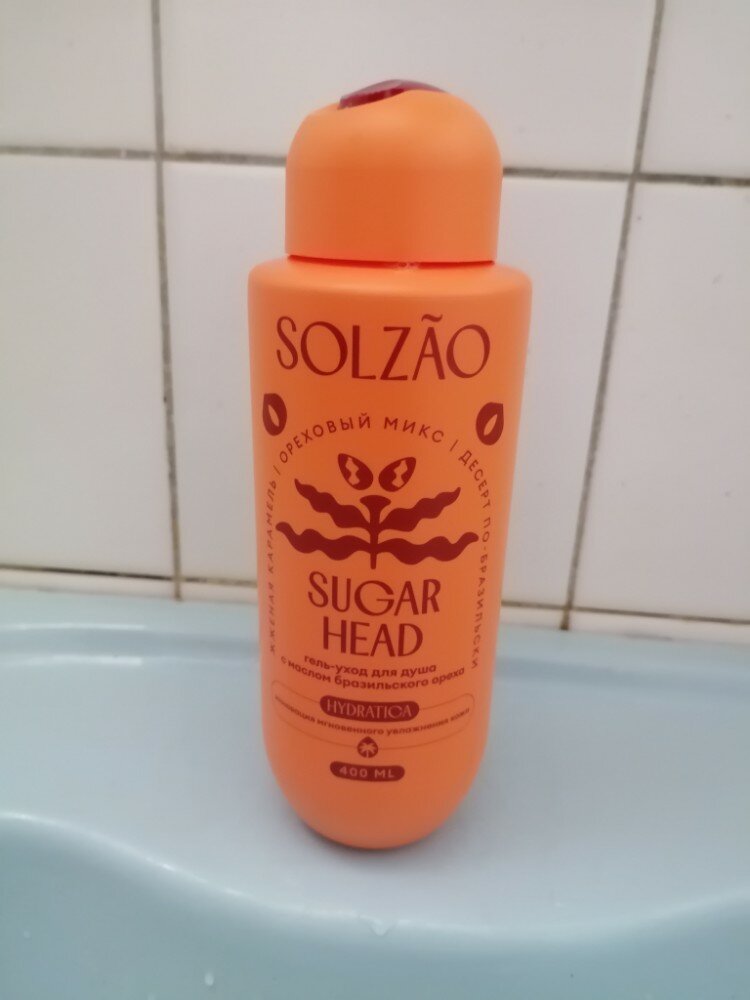 SOLZÃO
ЖЖЕНАЯ КАРАМЕЛЬ | ОРЕХОВЫЙ МИКС | ДЕСЕРТ ПО-БРАЗИЛЬСКИ
SUGAR
HEAD
гель-уход для душа
с маслом бразильского ореха
HYDRATIQA
инновация мгновенного увлажнения кожи
400 ML